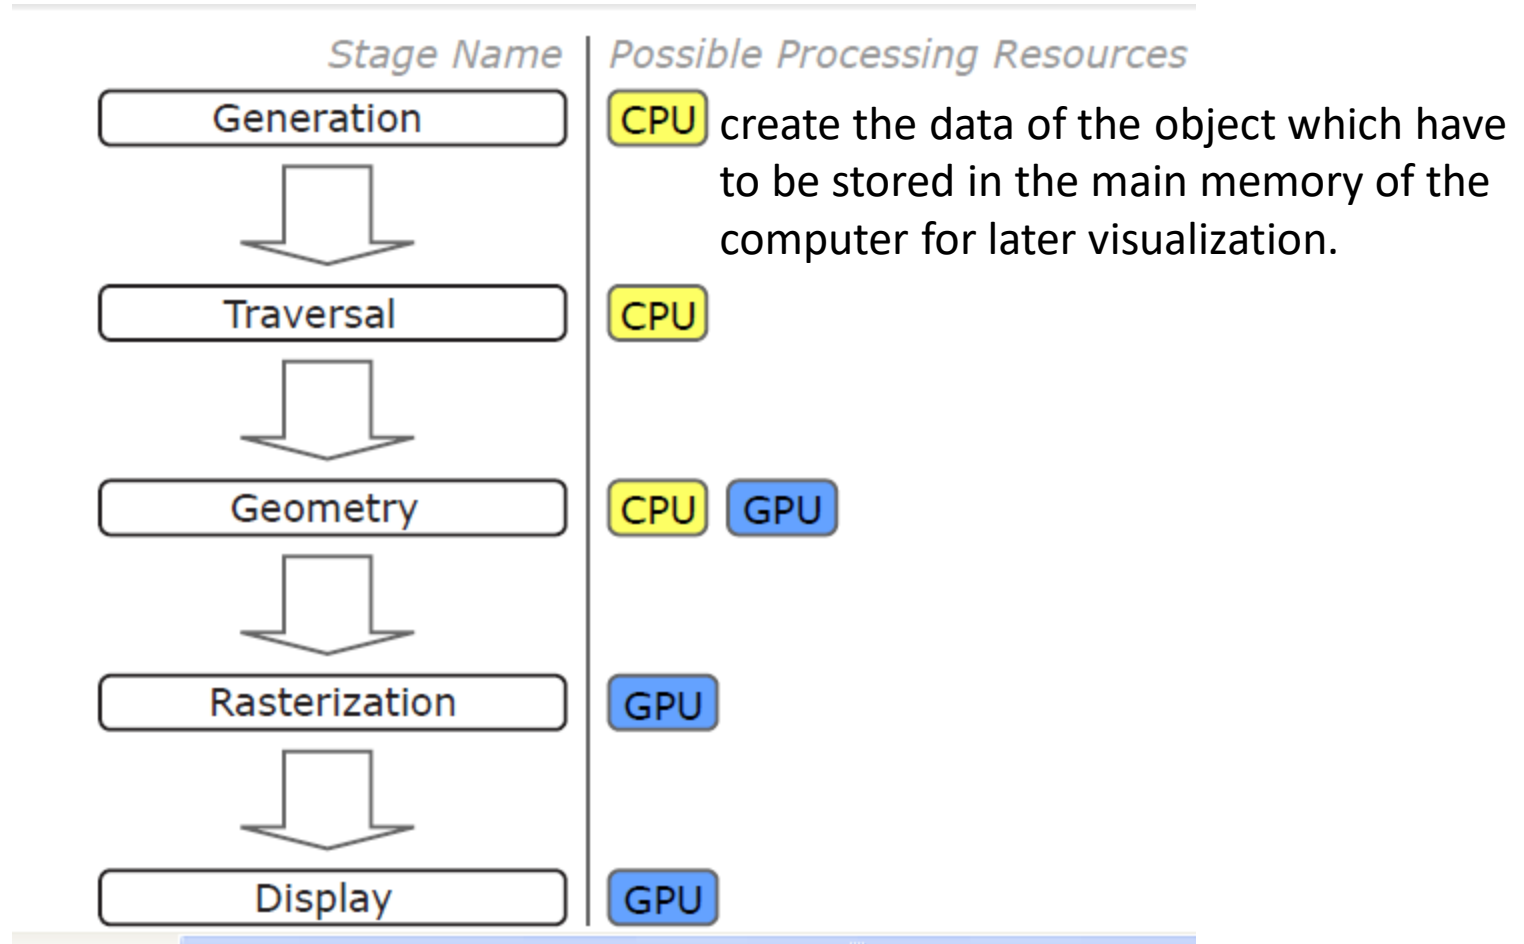 Stage Name Possible Processing Resources
Generation CPU create the data of the object which have
to be stored in the main memory of the
computer for later visualization.
Traversal CPU
Geometry CPU GPU
Rasterization GPU
Display GPU